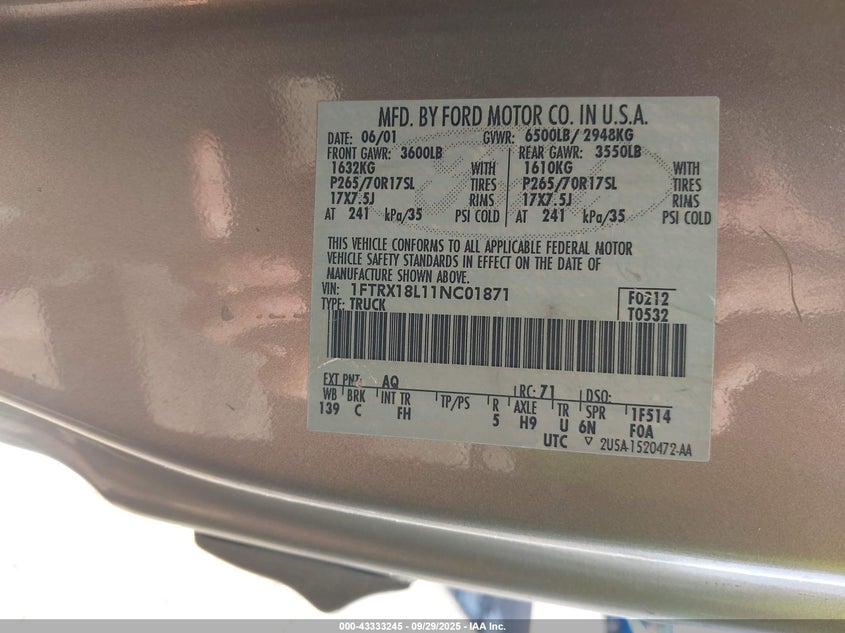 MFD. BY FORD MOTOR CO. IN U.S.A.
DATE: 06/01 GVWR: 6500LB/ 2948KG
FRONT GAWR: 3600LB REAR GAWR: 3550LB
1632KG WITH 1610KG WITH
P265/70R17SL TIRES P265/70R17SL TIRES
17X7.5J RIMS 17X7.5J RIMS
AT 241 kPa/35 PSI COLD AT 241 kPa/35 PSI COLD
THIS VEHICLE CONFORMS TO ALL APPLICABLE FEDERAL MOTOR
VEHICLE SAFETY STANDARDS IN EFFECT ON THE DATE OF
MANUFACTURE SHOWN ABOVE.
VIN: 1FTRX18L11NC01871 F0212
TYPE: TRUCK T0532
EXT PNT: AQ RC: 71 DSO:
WB BRK INT TR TP/PS R AXLE TR SPR 1F514
139 C FH 5 H9 U 6N F0A
UTC ▽ 2U5A-1520472-AA
000-43333245 - 09/29/2025 - IAA Inc.